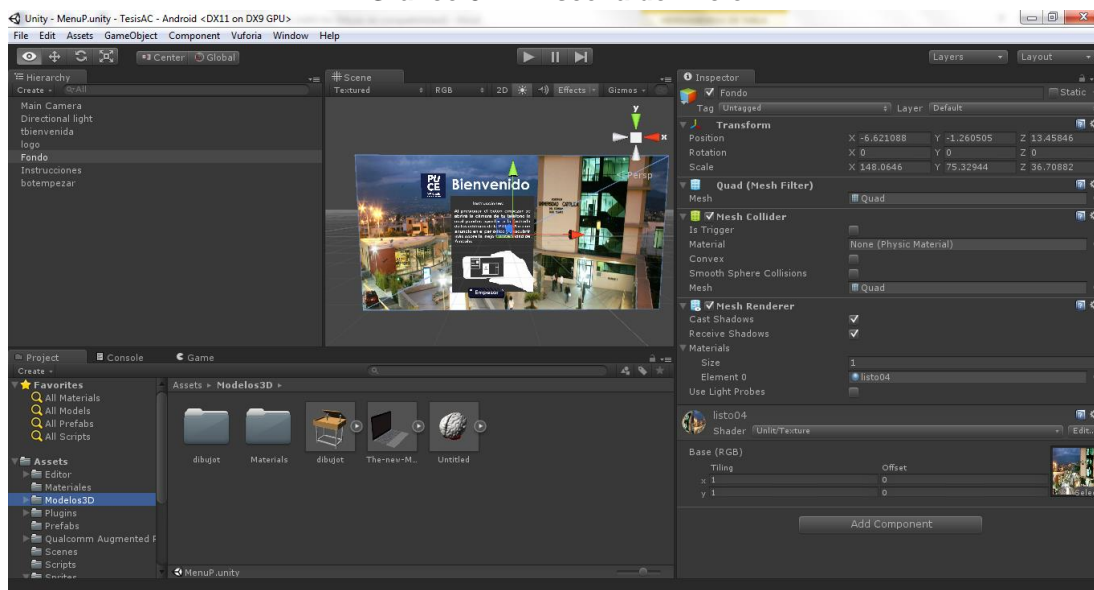 Unity - MenuP.unity - TesisAC - Android <DX11 on DX9 GPU>
File Edit Assets GameObject Component Vuforia Window Help
Center Global
Layers Layout
Hierarchy
Create All
Main Camera
Directional light
tbienvenida
logo
Fondo
Instrucciones
botempezar
Scene
Textured RGB 2D Effects Gizmos
y
x
Persp
PU
CE
Bienvenido
Instrucciones:
Empezar
Inspector
Fondo Static
Tag Untagged Layer Default
Transform
Position X -6.621088 Y -1.260505 Z 13.45846
Rotation X 0 Y 0 Z 0
Scale X 148.0646 Y 75.32944 Z 36.70882
Quad (Mesh Filter)
Mesh Quad
Mesh Collider
Is Trigger
Material None (Physic Material)
Convex
Smooth Sphere Collisions
Mesh Quad
Mesh Renderer
Cast Shadows
Receive Shadows
Materials
Size 1
Element 0 listo04
Use Light Probes
listo04
Shader Unlit/Texture Edit..
Base (RGB)
Tiling Offset
x 1 0
y 1 0
Selec
Add Component
Project Console Game
Create
Favorites
All Materials
All Models
All Prefabs
All Scripts
Assets
Editor
Materiales
Modelos3D
Plugins
Prefabs
Qualcomm Augmented R
Scenes
Scripts
Assets Modelos3D
dibujot Materials dibujot The-new-M... Untitled
MenuP.unity